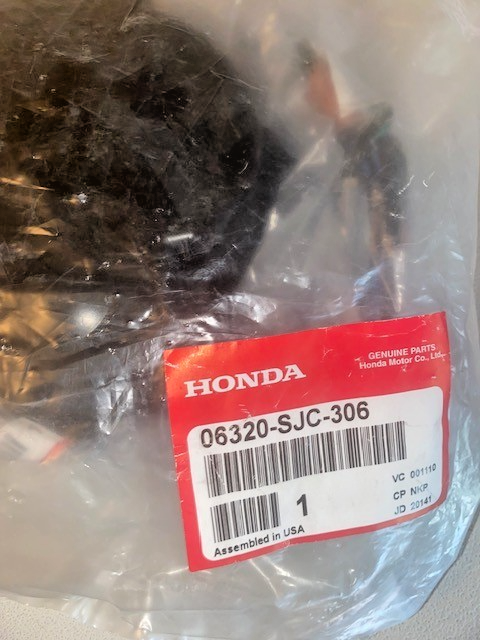 GENUINE PARTS
Honda Motor Co., Ltd.
HONDA
06320-SJC-306
VC 001110
1
CP NKP
JD 20141
Assembled in USA